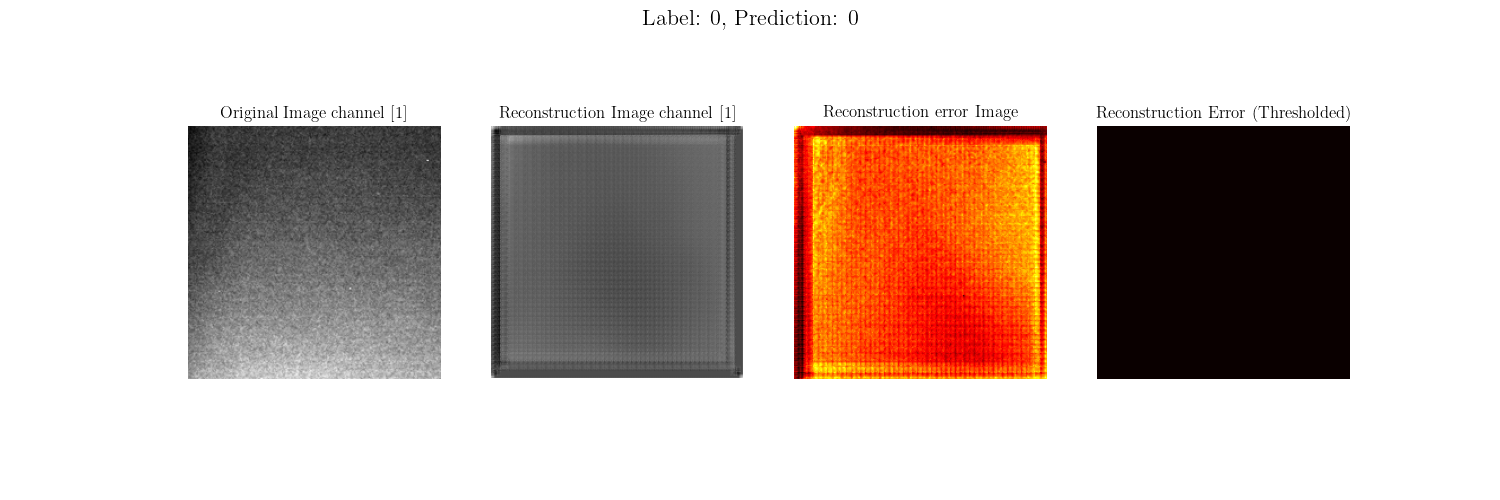 Label: 0, Prediction: 0
Original Image channel [1]
Reconstruction Image channel [1]
Reconstruction error Image
Reconstruction Error (Thresholded)